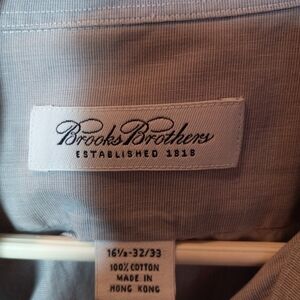 Brooks Brothers
ESTABLISHED 1818
16½-32/33
100% COTTON
MADE IN
HONG KONG